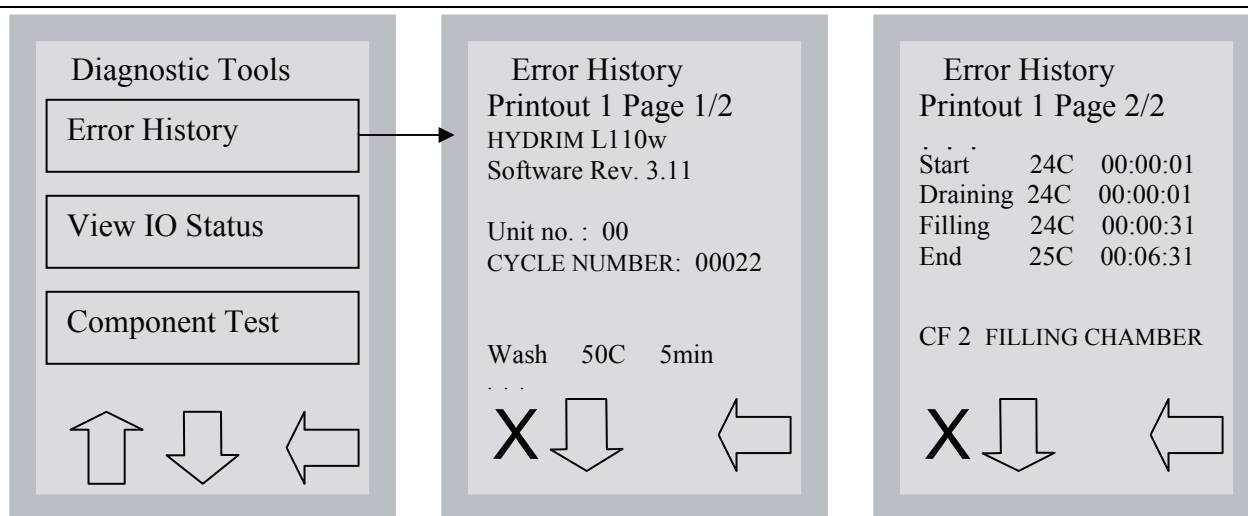 Diagnostic Tools
Error History
View IO Status
Component Test
Error History
Printout 1 Page 1/2
HYDRIM L110w
Software Rev. 3.11
Unit no. : 00
CYCLE NUMBER: 00022
Wash 50C 5min
. . .
X
Error History
Printout 1 Page 2/2
. . .
Start 24C 00:00:01
Draining 24C 00:00:01
Filling 24C 00:00:31
End 25C 00:06:31
CF 2 FILLING CHAMBER
X